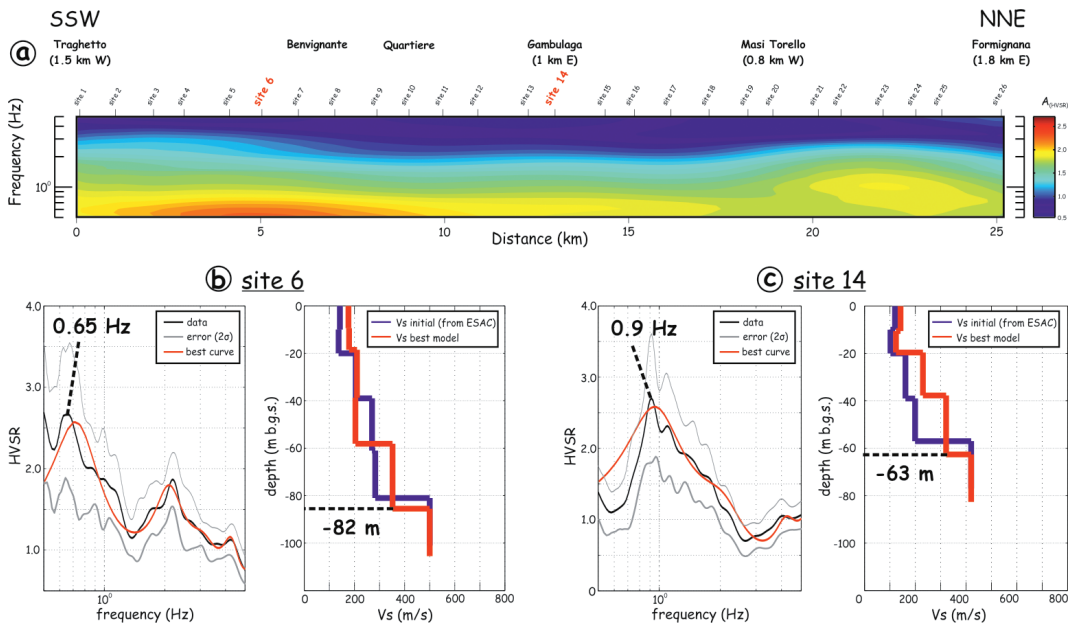 SSW
NNE
a
Traghetto
(1.5 km W)
Benvignante
Quartiere
Gambulaga
(1 km E)
Masi Torello
(0.8 km W)
Formignana
(1.8 km E)
site 1
site 2
site 3
site 4
site 5
site 6
site 7
site 8
site 9
site 10
site 11
site 12
site 13
site 14
site 15
site 16
site 17
site 18
site 19
site 20
site 21
site 22
site 23
site 24
site 25
site 26
A(HVSR)
Frequency (Hz)
10⁰
2.5
2.0
1.5
1.0
0.5
0 5 10 15 20 25
Distance (km)
b site 6
4.0
3.0
2.0
1.0
HVSR
0.65 Hz
data
error (2σ)
best curve
10⁰
frequency (Hz)
0
-20
-40
-60
-80
-100
depth (m b.g.s.)
Vs initial (from ESAC)
Vs best model
-82 m
0 200 400 600 800
Vs (m/s)
c site 14
4.0
3.0
2.0
1.0
0
HVSR
0.9 Hz
data
error (2σ)
best curve
10⁰
frequency (Hz)
0
-20
-40
-60
-80
-100
depth (m b.g.s.)
Vs initial (from ESAC)
Vs best model
-63 m
0 200 400 600 800
Vs (m/s)